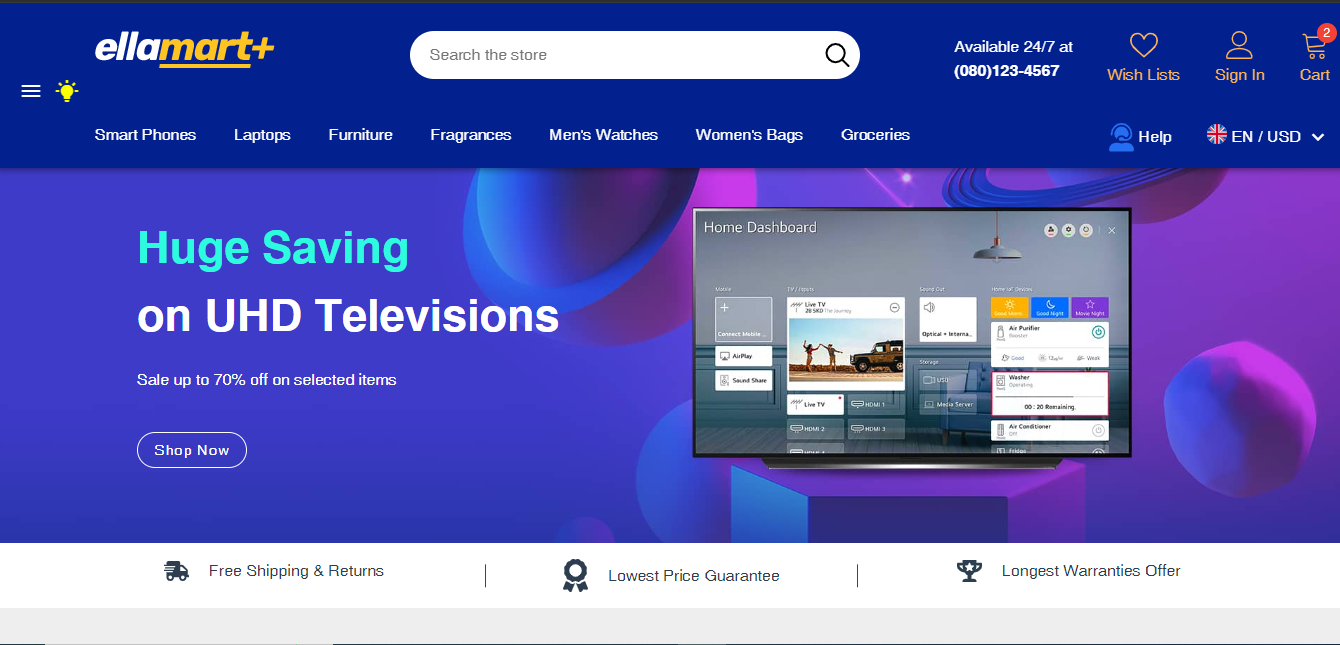 ellamart+
Search the store
Available 24/7 at
(080)123-4567
Wish Lists
Sign In
2
Cart
Smart Phones
Laptops
Furniture
Fragrances
Men's Watches
Women's Bags
Groceries
Help
EN / USD
Huge Saving
on UHD Televisions
Sale up to 70% off on selected items
Shop Now
Home Dashboard
Mobile
TV / Inputs
Sound Out
Home IoT Devices
Connect Mobile ...
AirPlay
Sound Share
Live TV
28 SKD The Journey
Live TV
HDMI 1
HDMI 2
HDMI 3
HDMI 4
Optical + Interna...
Storage
USB
Media Server
Good Night
Movie Night
Air Purifier
Booster
Good
Weak
Washer
Operating
00 : 20 Remaining.
Air Conditioner
Off
Fridge
Free Shipping & Returns
Lowest Price Guarantee
Longest Warranties Offer